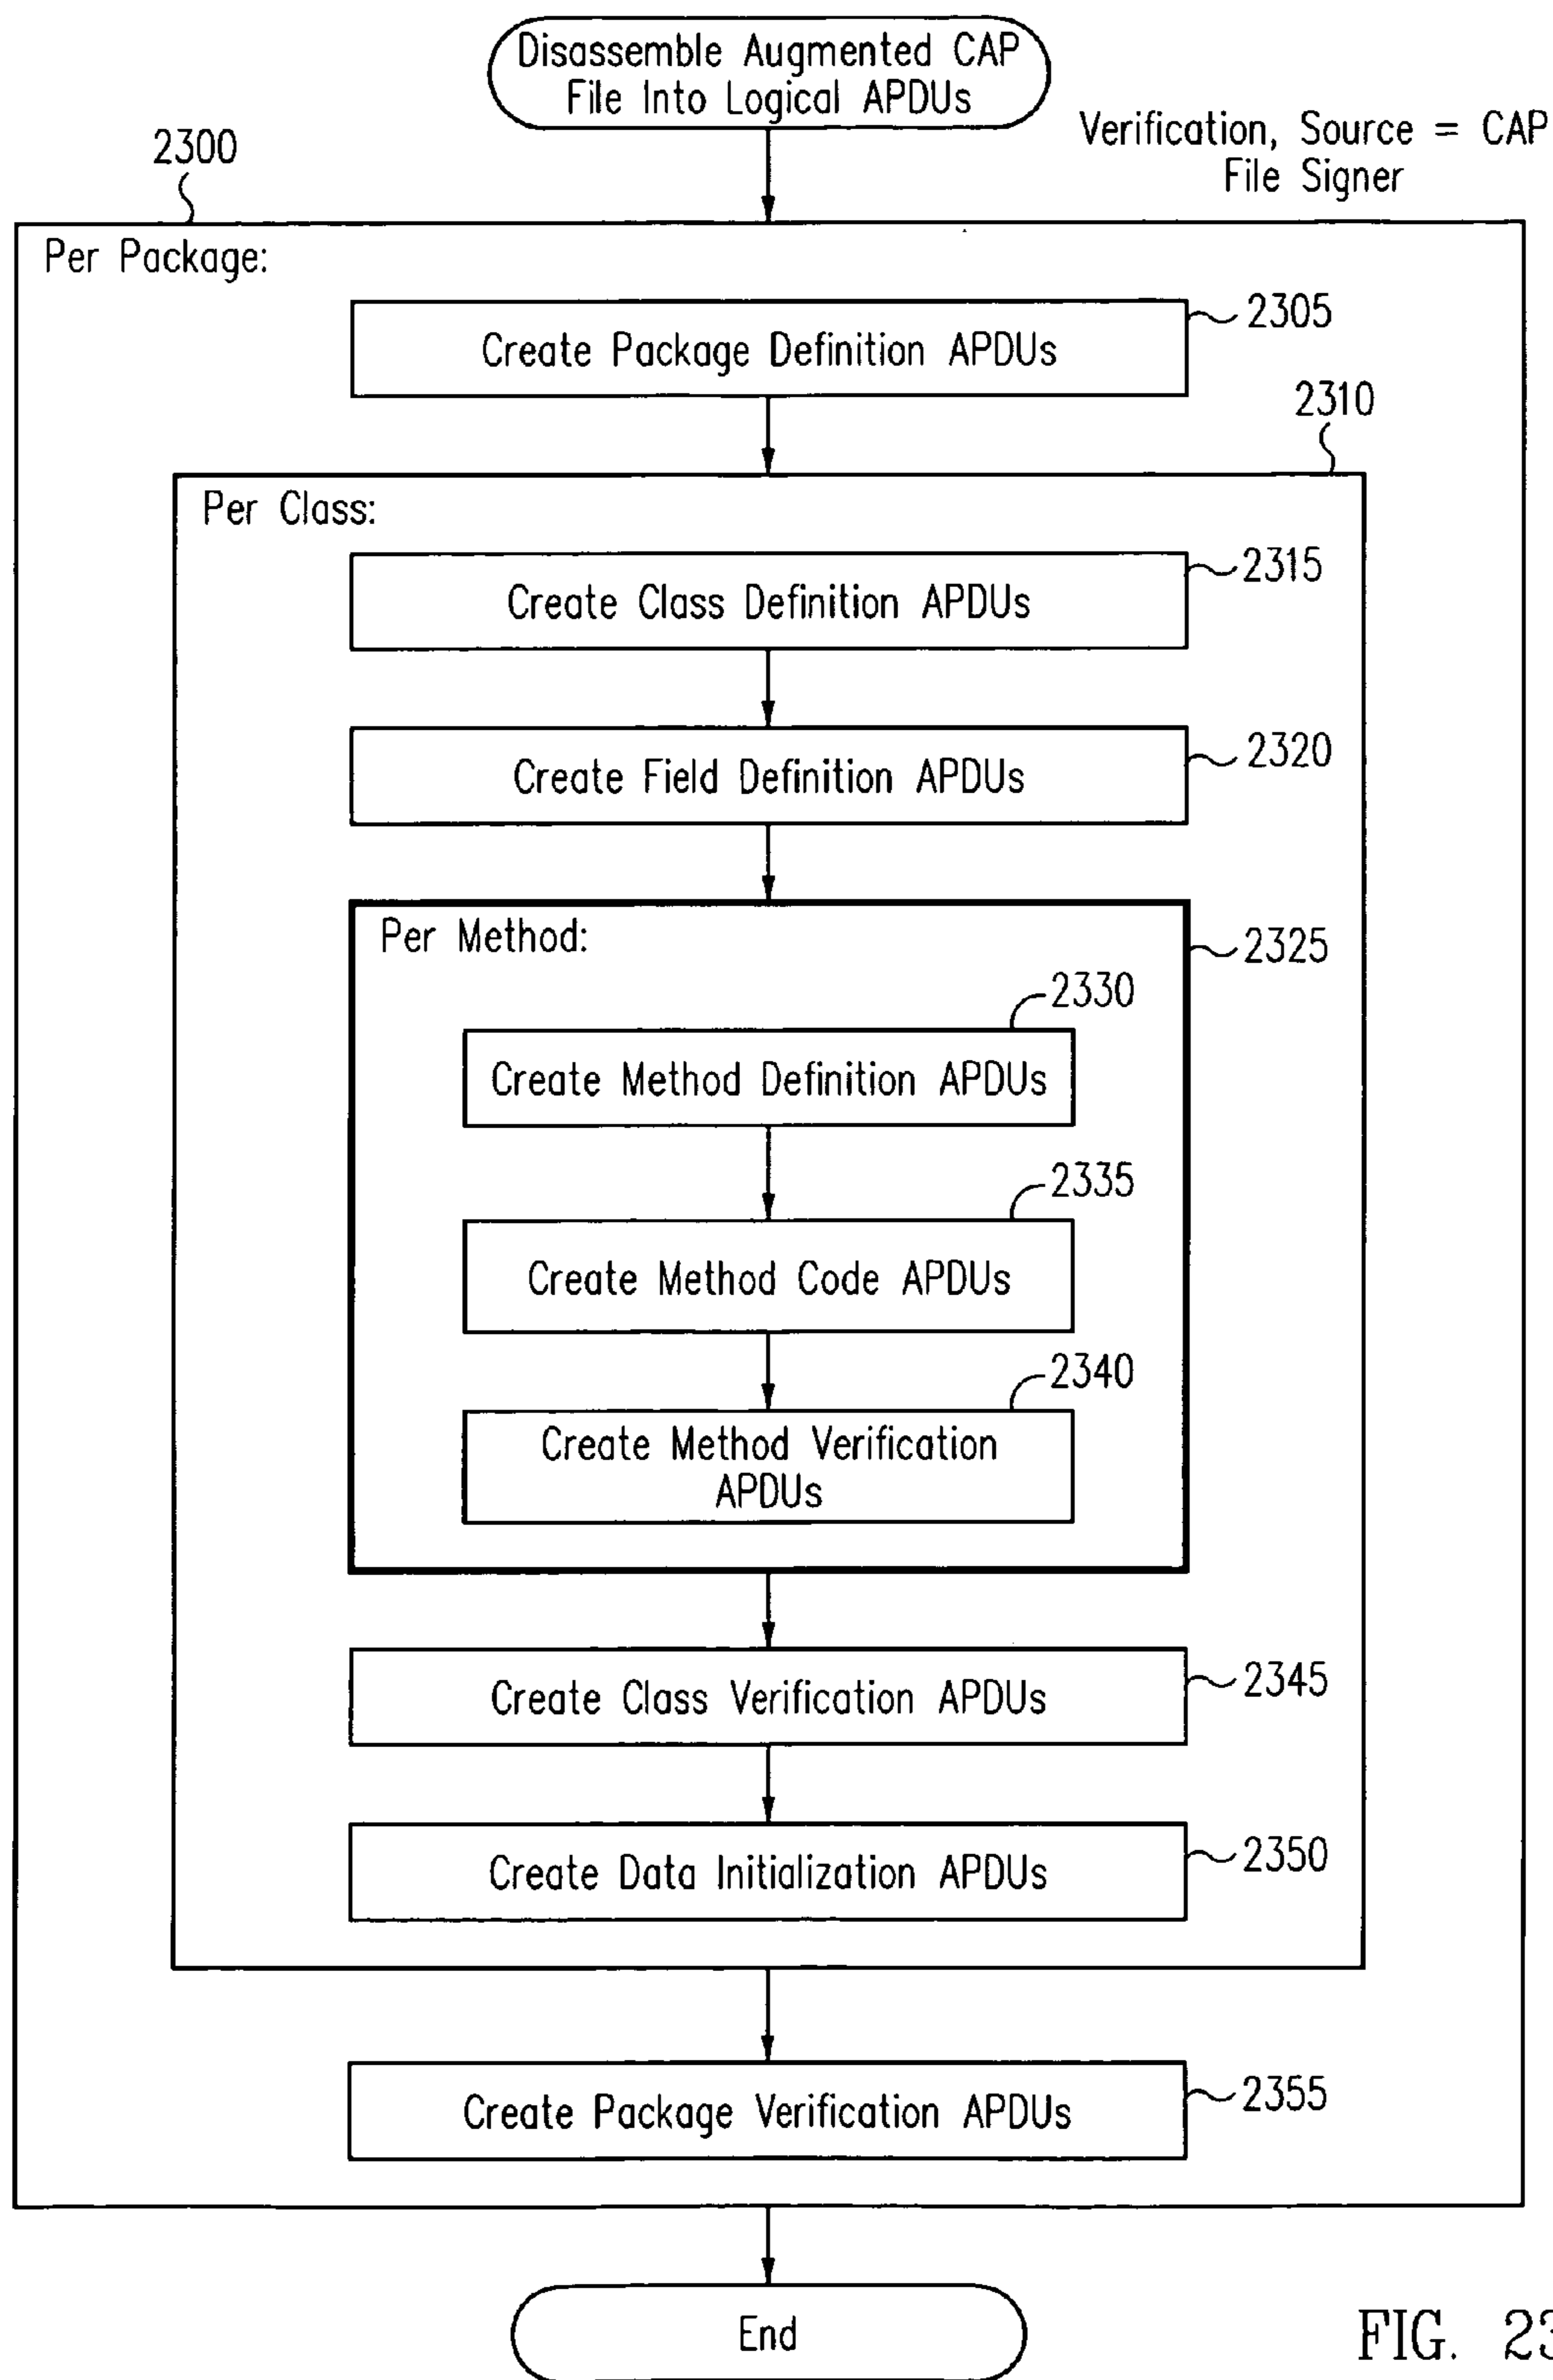 Disassemble Augmented CAP
File Into Logical APDUs
Verification, Source = CAP
File Signer
2300
Per Package:
2305
Create Package Definition APDUs
2310
Per Class:
2315
Create Class Definition APDUs
2320
Create Field Definition APDUs
Per Method:
2325
2330
Create Method Definition APDUs
2335
Create Method Code APDUs
2340
Create Method Verification
APDUs
2345
Create Class Verification APDUs
2350
Create Data Initialization APDUs
2355
Create Package Verification APDUs
End
FIG. 23